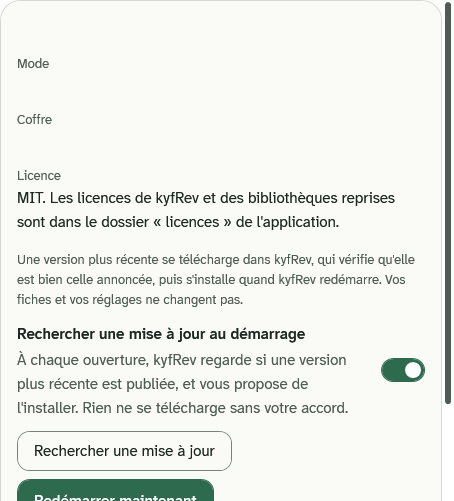 Mode
Coffre
Licence
MIT. Les licences de kyfRev et des bibliothèques reprises
sont dans le dossier « licences » de l'application.
Une version plus récente se télécharge dans kyfRev, qui vérifie qu'elle
est bien celle annoncée, puis s'installe quand kyfRev redémarre. Vos
fiches et vos réglages ne changent pas.
Rechercher une mise à jour au démarrage
À chaque ouverture, kyfRev regarde si une version
plus récente est publiée, et vous propose de
l'installer. Rien ne se télécharge sans votre accord.
Rechercher une mise à jour
Redémarrer maintenant